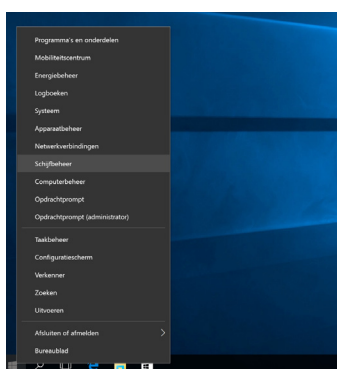 Programma's en onderdelen
Mobiliteitscentrum
Energiebeheer
Logboeken
Systeem
Apparaatbeheer
Netwerkverbindingen
Schijfbeheer
Computerbeheer
Opdrachtprompt
Opdrachtprompt (administrator)
Taakbeheer
Configuratiescherm
Verkenner
Zoeken
Uitvoeren
Afsluiten of afmelden
Bureaublad